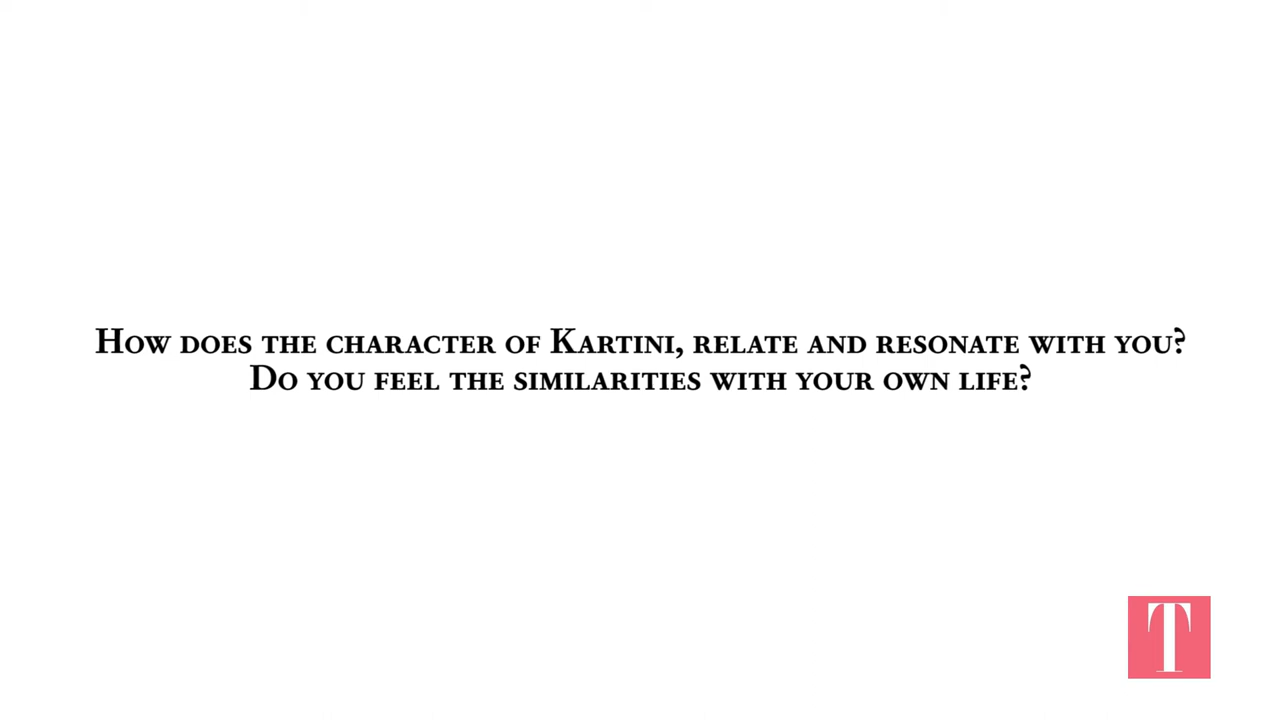 How does the character of Kartini, relate and resonate with you?
Do you feel the similarities with your own life?
T